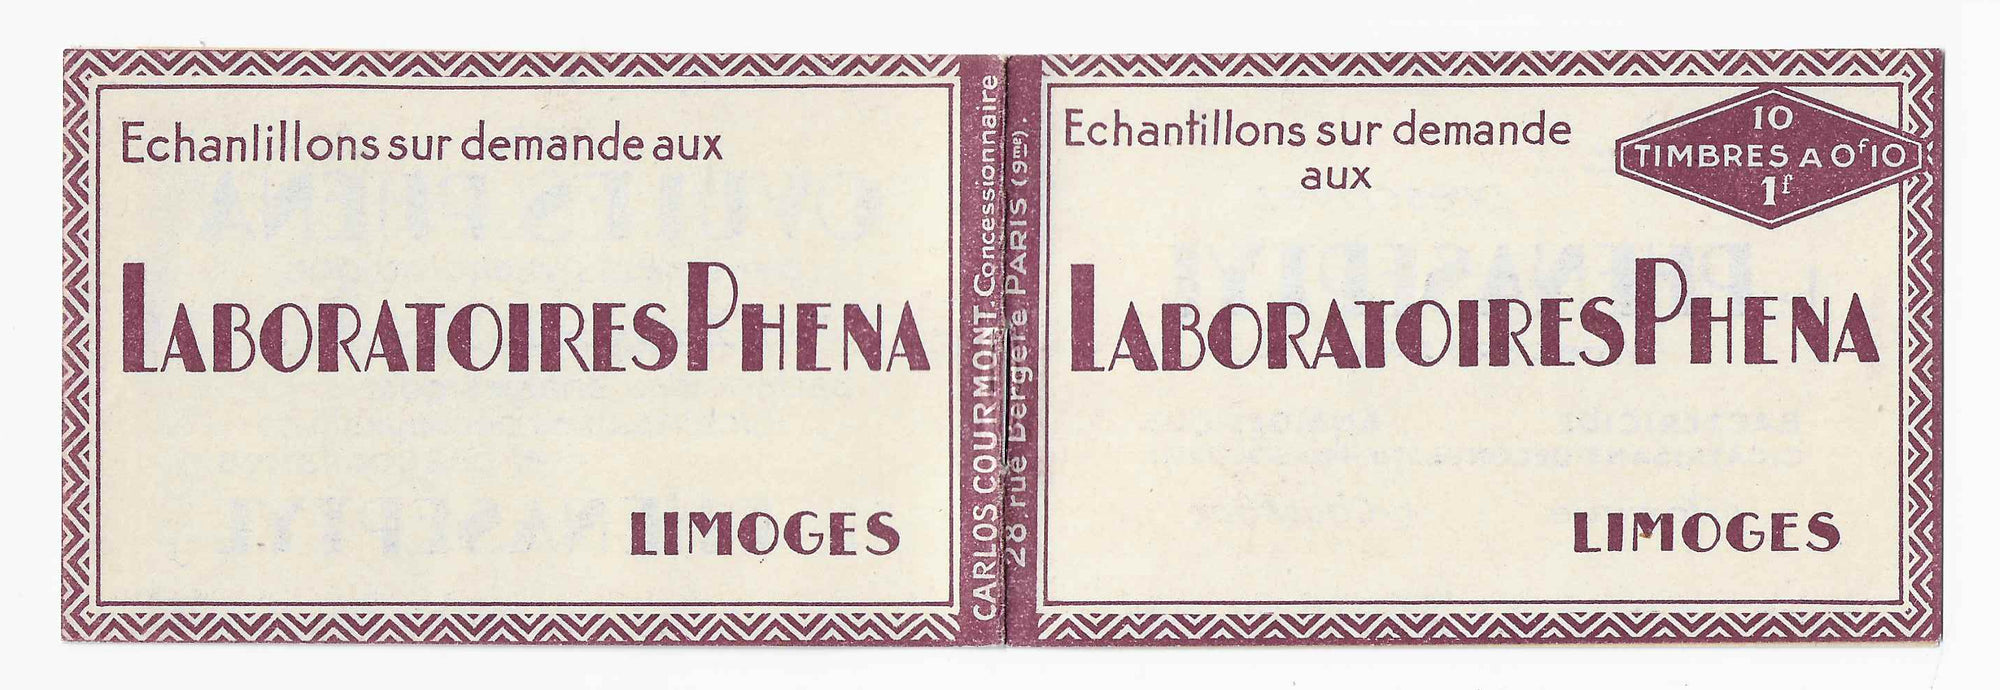 Echantillons sur demande aux
LABORATOIRES PHENA
LIMOGES
CARLOS COURMONT. Concessionnaire
28 rue Bergère PARIS (9me).
Echantillons sur demande
aux
10
TIMBRES A 0f10
1f
LABORATOIRES PHENA
LIMOGES